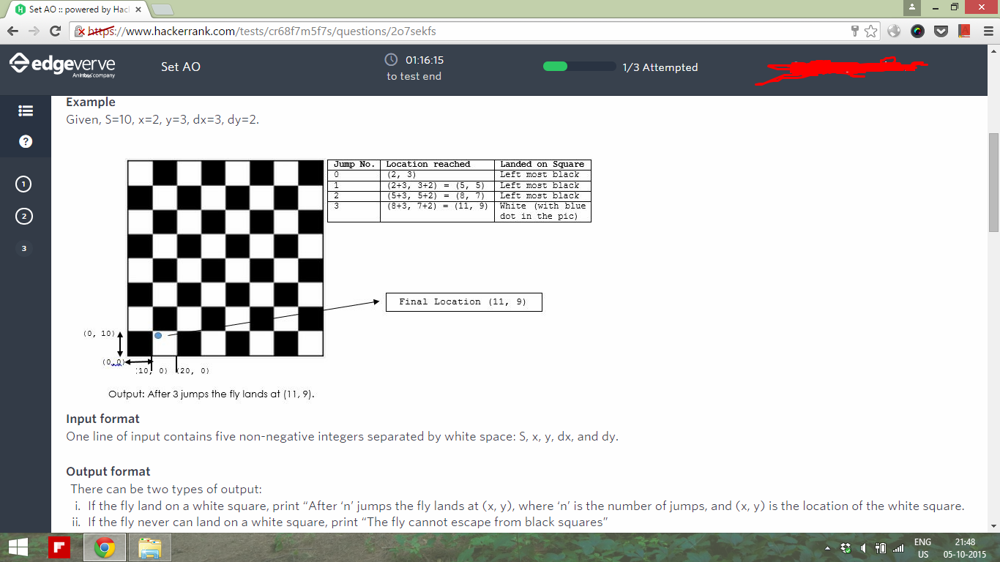 Set AO :: powered by Hac
https://www.hackerrank.com/tests/cr68f7m5f7s/questions/2o7sekfs
edgeverve
An Infosys company
Set AO
01:16:15
to test end
1/3 Attempted
Example
Given, S=10, x=2, y=3, dx=3, dy=2.
?
1
2
3
Jump No. Location reached Landed on Square
0 (2, 3) Left most black
1 (2+3, 3+2) = (5, 5) Left most black
2 (5+3, 5+2) = (8, 7) Left most black
3 (8+3, 7+2) = (11, 9) White (with blue
dot in the pic)
Final Location (11, 9)
(0, 10)
(0,0)
(10, 0) (20, 0)
Output: After 3 jumps the fly lands at (11, 9).
Input format
One line of input contains five non-negative integers separated by white space: S, x, y, dx, and dy.
Output format
There can be two types of output:
i. If the fly land on a white square, print “After ‘n’ jumps the fly lands at (x, y), where ‘n’ is the number of jumps, and (x, y) is the location of the white square.
ii. If the fly never can land on a white square, print “The fly cannot escape from black squares”
ENG
US
21:48
05-10-2015